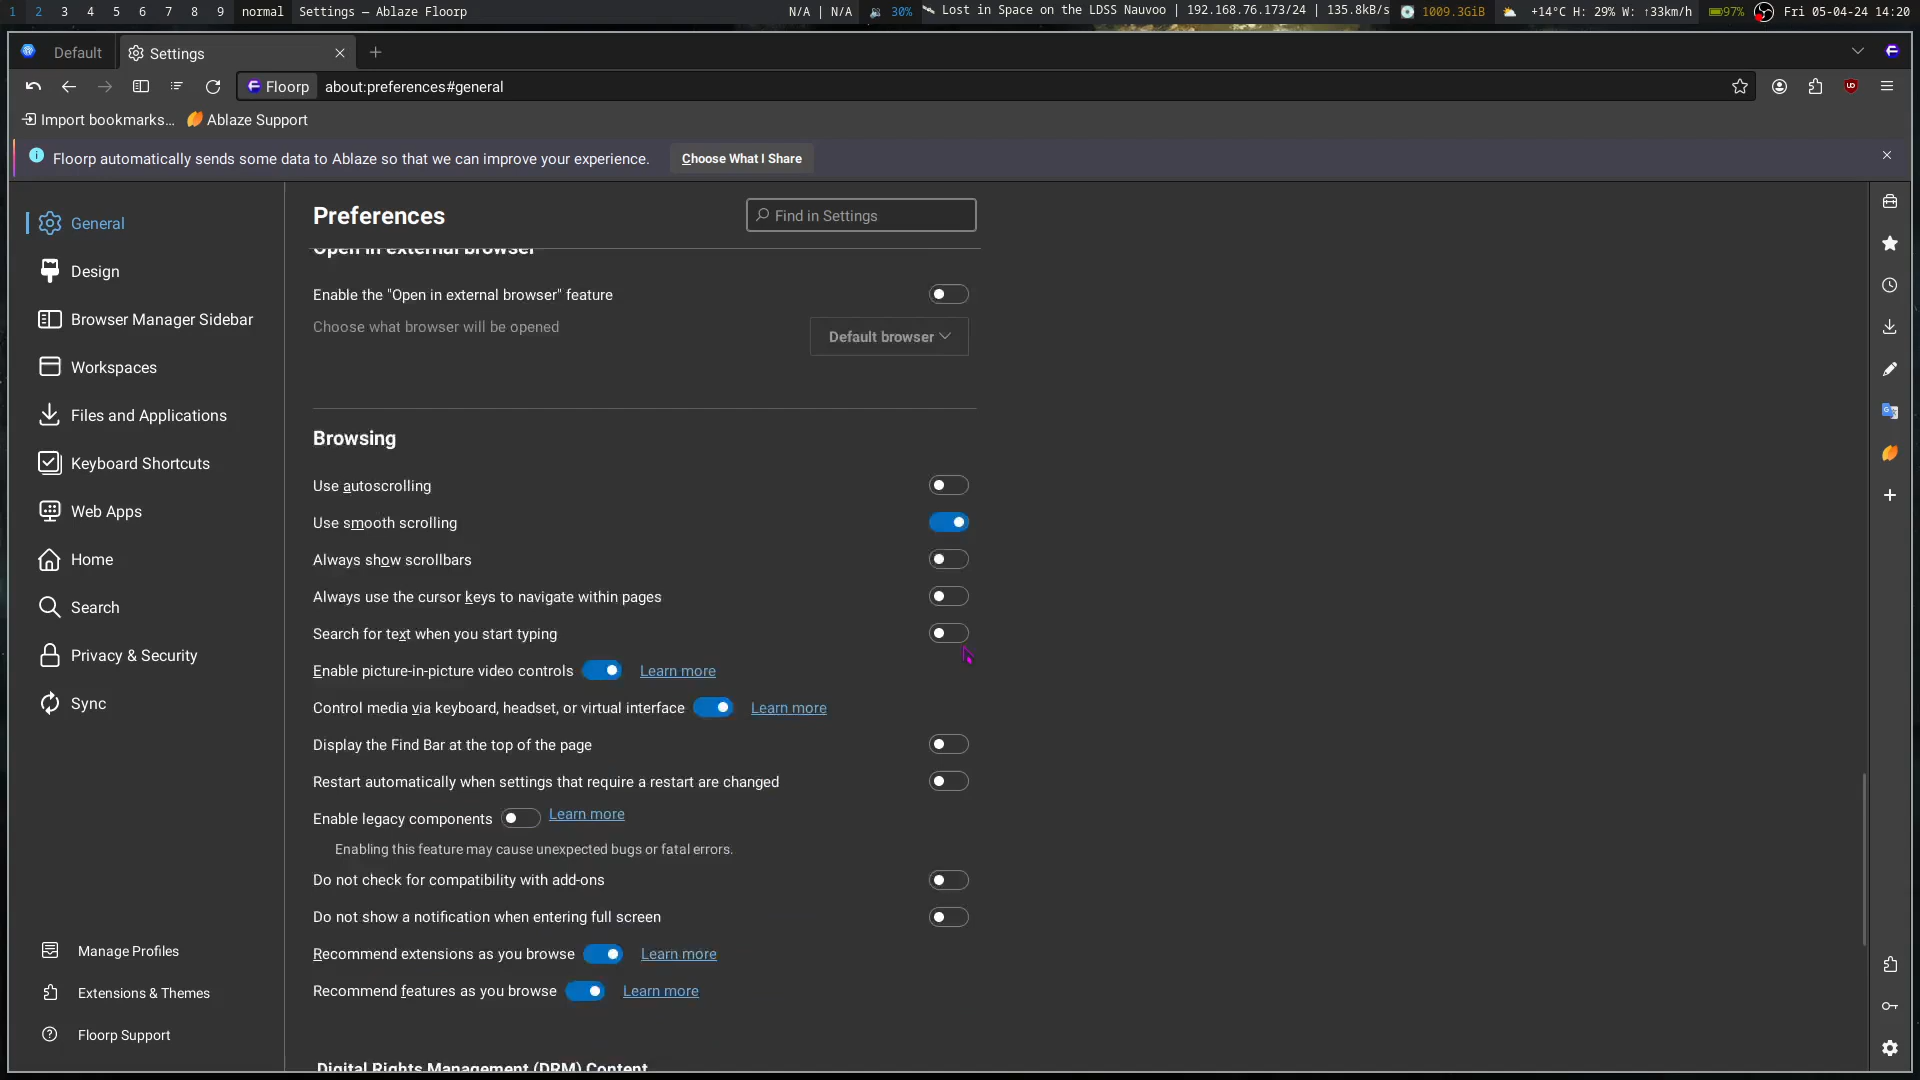 1 2 3 4 5 6 7 8 9 normal Settings — Ablaze Floorp N/A | N/A 30% Lost in Space on the LDSS Nauvoo | 192.168.76.173/24 | 135.8kB/s 1009.3GiB +14°C H: 29% W: ↑33km/h 97% Fri 05-04-24 14:20
Default Settings
Floorp about:preferences#general
Import bookmarks... Ablaze Support
Floorp automatically sends some data to Ablaze so that we can improve your experience. Choose What I Share
General
Design
Browser Manager Sidebar
Workspaces
Files and Applications
Keyboard Shortcuts
Web Apps
Home
Search
Privacy & Security
Sync
Manage Profiles
Extensions & Themes
Floorp Support
Preferences Find in Settings
Open in external browser
Enable the "Open in external browser" feature
Choose what browser will be opened Default browser
Browsing
Use autoscrolling
Use smooth scrolling
Always show scrollbars
Always use the cursor keys to navigate within pages
Search for text when you start typing
Enable picture-in-picture video controls Learn more
Control media via keyboard, headset, or virtual interface Learn more
Display the Find Bar at the top of the page
Restart automatically when settings that require a restart are changed
Enable legacy components Learn more
Enabling this feature may cause unexpected bugs or fatal errors.
Do not check for compatibility with add-ons
Do not show a notification when entering full screen
Recommend extensions as you browse Learn more
Recommend features as you browse Learn more
Digital Rights Management (DRM) Content